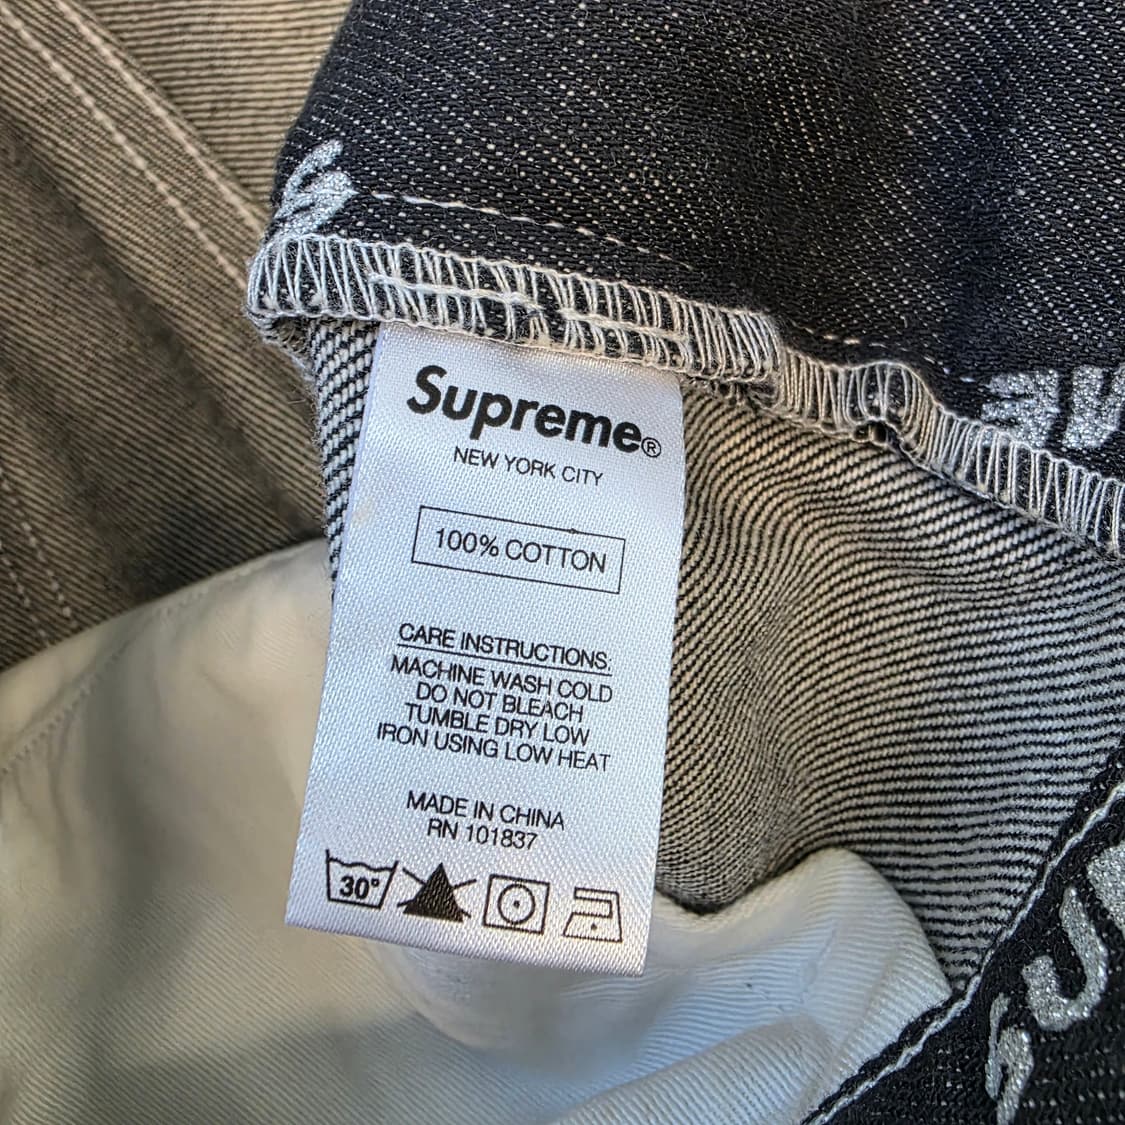 Supreme®
NEW YORK CITY
100% COTTON
CARE INSTRUCTIONS.
MACHINE WASH COLD
DO NOT BLEACH
TUMBLE DRY LOW
IRON USING LOW HEAT
MADE IN CHINA
RN 101837
30°